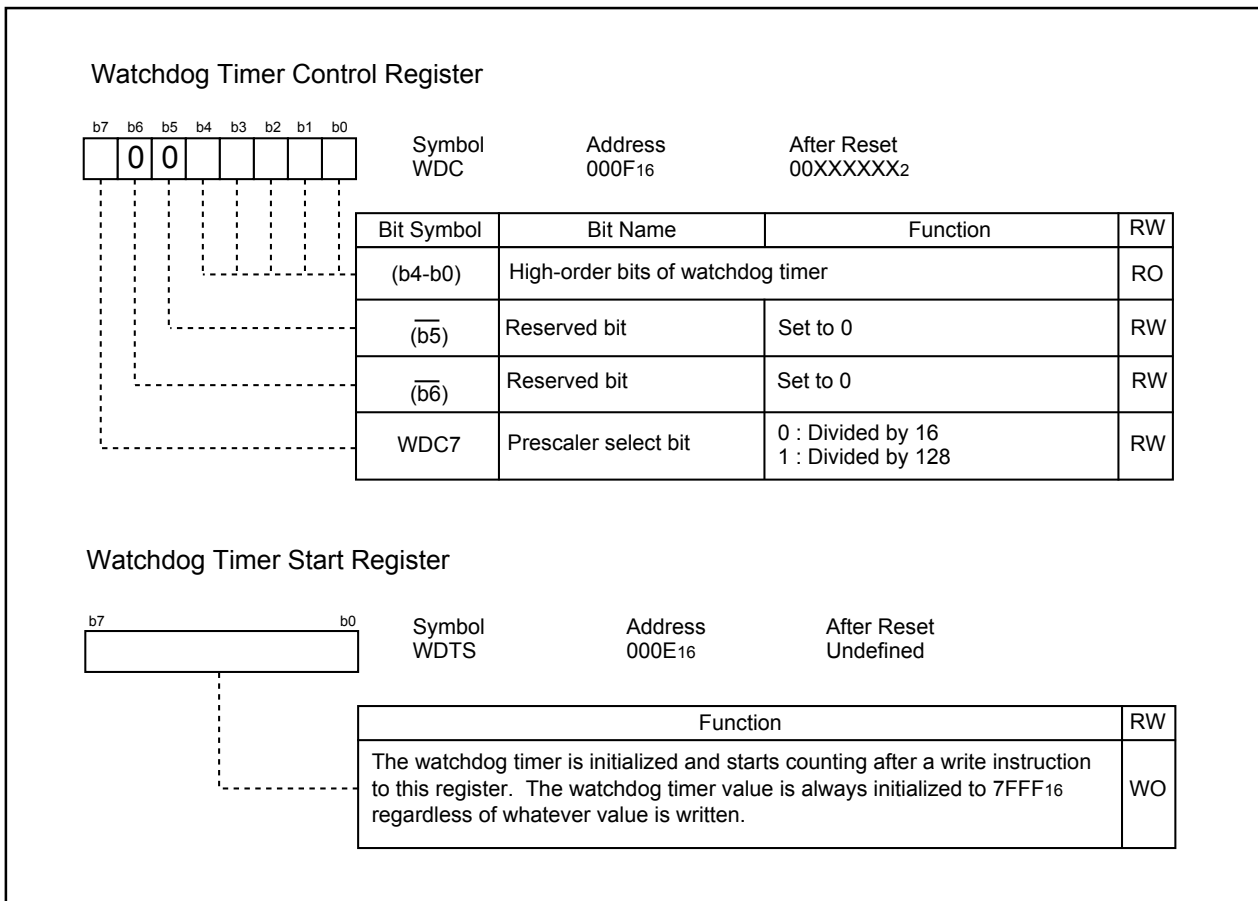 Watchdog Timer Control Register
b7 b6 b5 b4 b3 b2 b1 b0
0 0
Symbol Address After Reset
WDC 000F16 00XXXXXX2
Bit Symbol Bit Name Function RW
(b4-b0) High-order bits of watchdog timer RO
(b5) Reserved bit Set to 0 RW
(b6) Reserved bit Set to 0 RW
WDC7 Prescaler select bit 0 : Divided by 16 RW
1 : Divided by 128
Watchdog Timer Start Register
b7 b0
Symbol Address After Reset
WDTS 000E16 Undefined
Function RW
The watchdog timer is initialized and starts counting after a write instruction
to this register. The watchdog timer value is always initialized to 7FFF16 WO
regardless of whatever value is written.